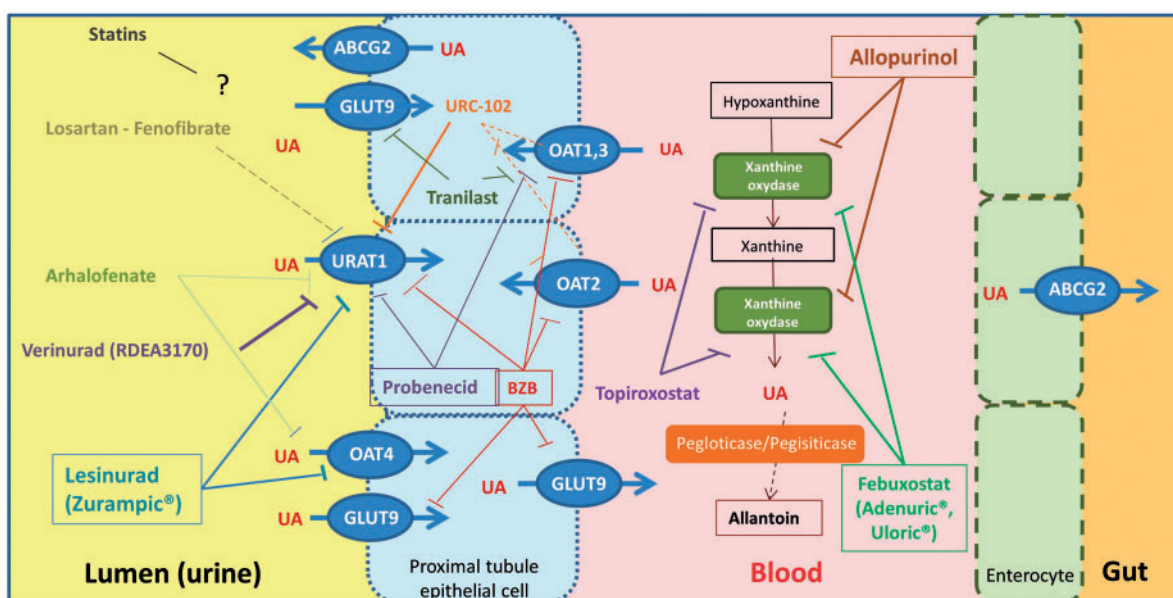 Statins
?
ABCG2
UA
GLUT9
URC-102
UA
Losartan - Fenofibrate
OAT1,3
UA
Tranilast
URAT1
UA
Arhalofenate
OAT2
UA
Verinurad (RDEA3170)
Probenecid
BZB
UA
OAT4
Lesinurad
(Zurampic®)
UA
GLUT9
UA
GLUT9
Allopurinol
Hypoxanthine
Xanthine
oxydase
Xanthine
Xanthine
oxydase
Topiroxostat
UA
Pegloticase/Pegisiticase
Allantoin
Febuxostat
(Adenuric®,
Uloric®)
UA
ABCG2
Lumen (urine)
Proximal tubule
epithelial cell
Blood
Enterocyte
Gut